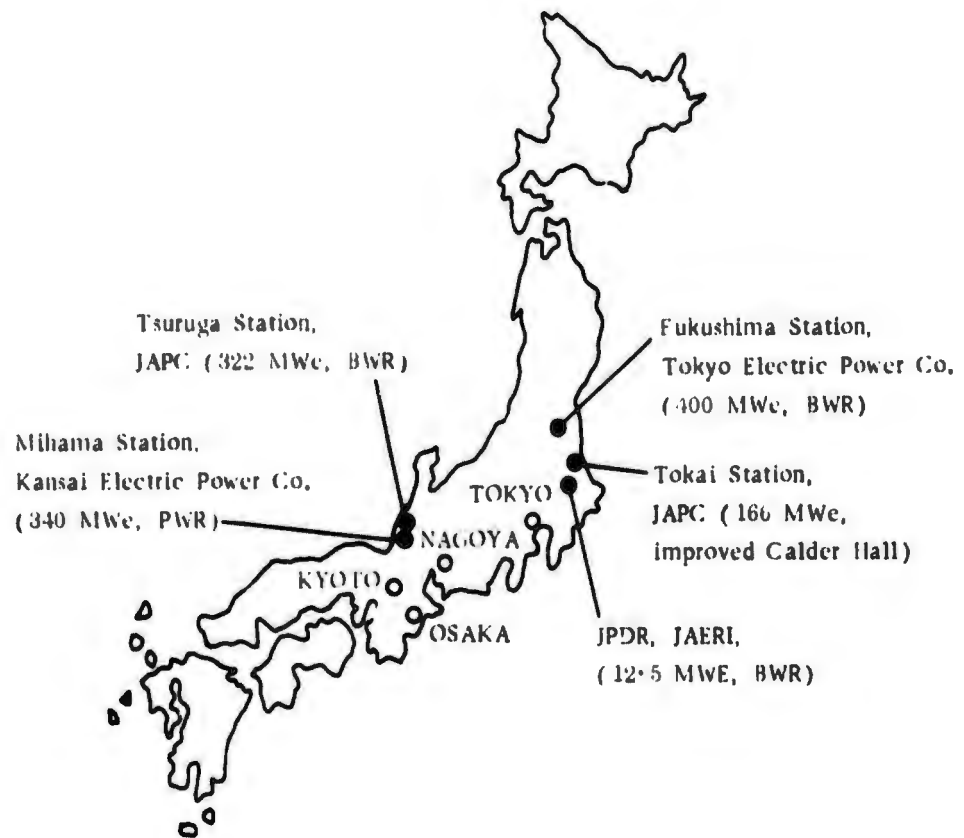 Tsuruga Station,
JAPC (322 MWe, BWR)
Fukushima Station,
Tokyo Electric Power Co.
(400 MWe, BWR)
Mihama Station,
Kansai Electric Power Co.
(340 MWe, PWR)
Tokai Station,
JAPC (166 MWe,
improved Calder Hall)
TOKYO
NAGOYA
KYOTO
OSAKA
JPDR, JAERI,
(12·5 MWE, BWR)